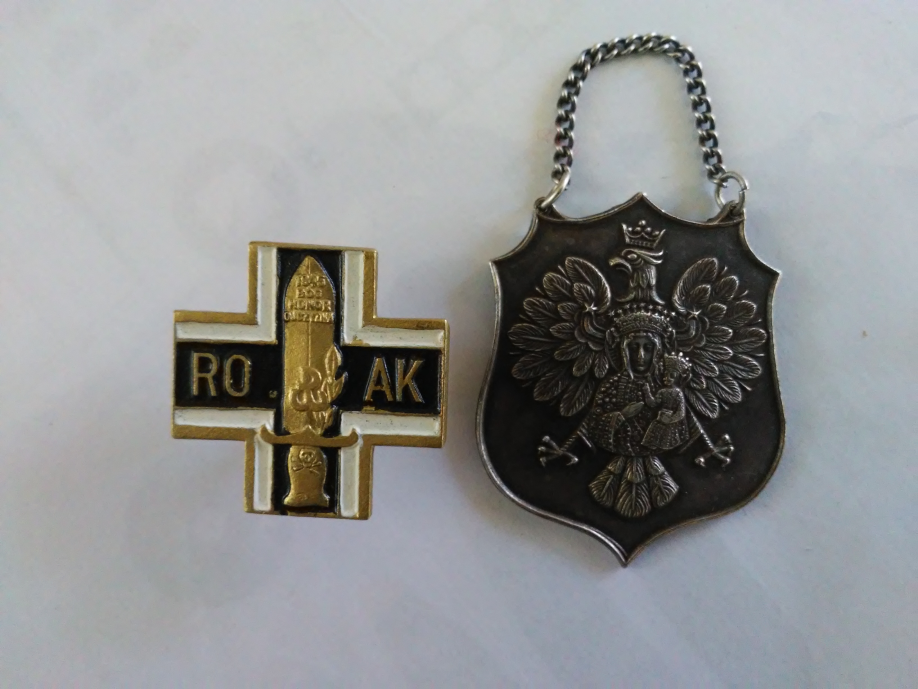 HONOR
OJCZYZNA
RO . AK